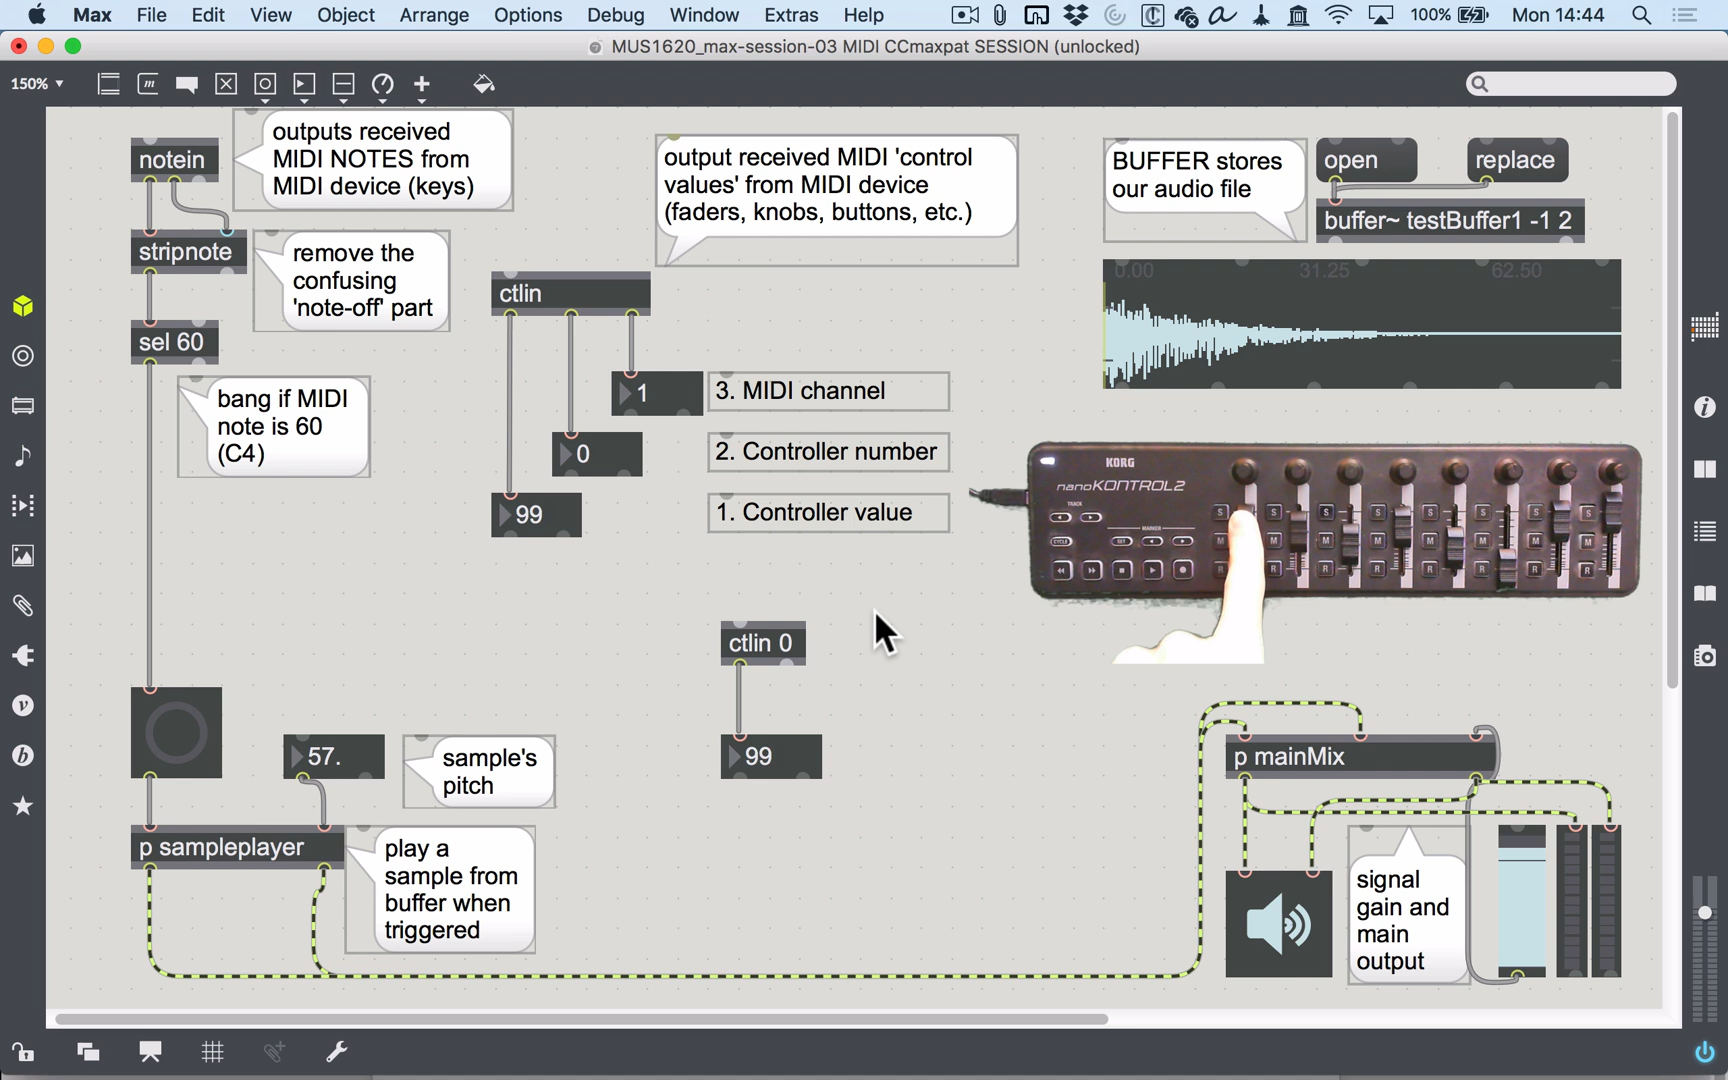 Max File Edit View Object Arrange Options Debug Window Extras Help 100% Mon 14:44
MUS1620_max-session-03 MIDI CCmaxpat SESSION (unlocked)
150%
notein
outputs received
MIDI NOTES from
MIDI device (keys)
stripnote
remove the
confusing
'note-off' part
sel 60
bang if MIDI
note is 60
(C4)
output received MIDI 'control
values' from MIDI device
(faders, knobs, buttons, etc.)
ctlin
1
3. MIDI channel
0
2. Controller number
99
1. Controller value
BUFFER stores
our audio file
open
replace
buffer~ testBuffer1 -1 2
0.00 31.25 62.50
KORG
nanoKONTROL2
TRACK
MARKER
CYCLE
SET
S S S S S S S S
M M M M M M M M
R R R R R R R R
ctlin 0
99
57.
sample's
pitch
p sampleplayer
play a
sample from
buffer when
triggered
p mainMix
signal
gain and
main
output